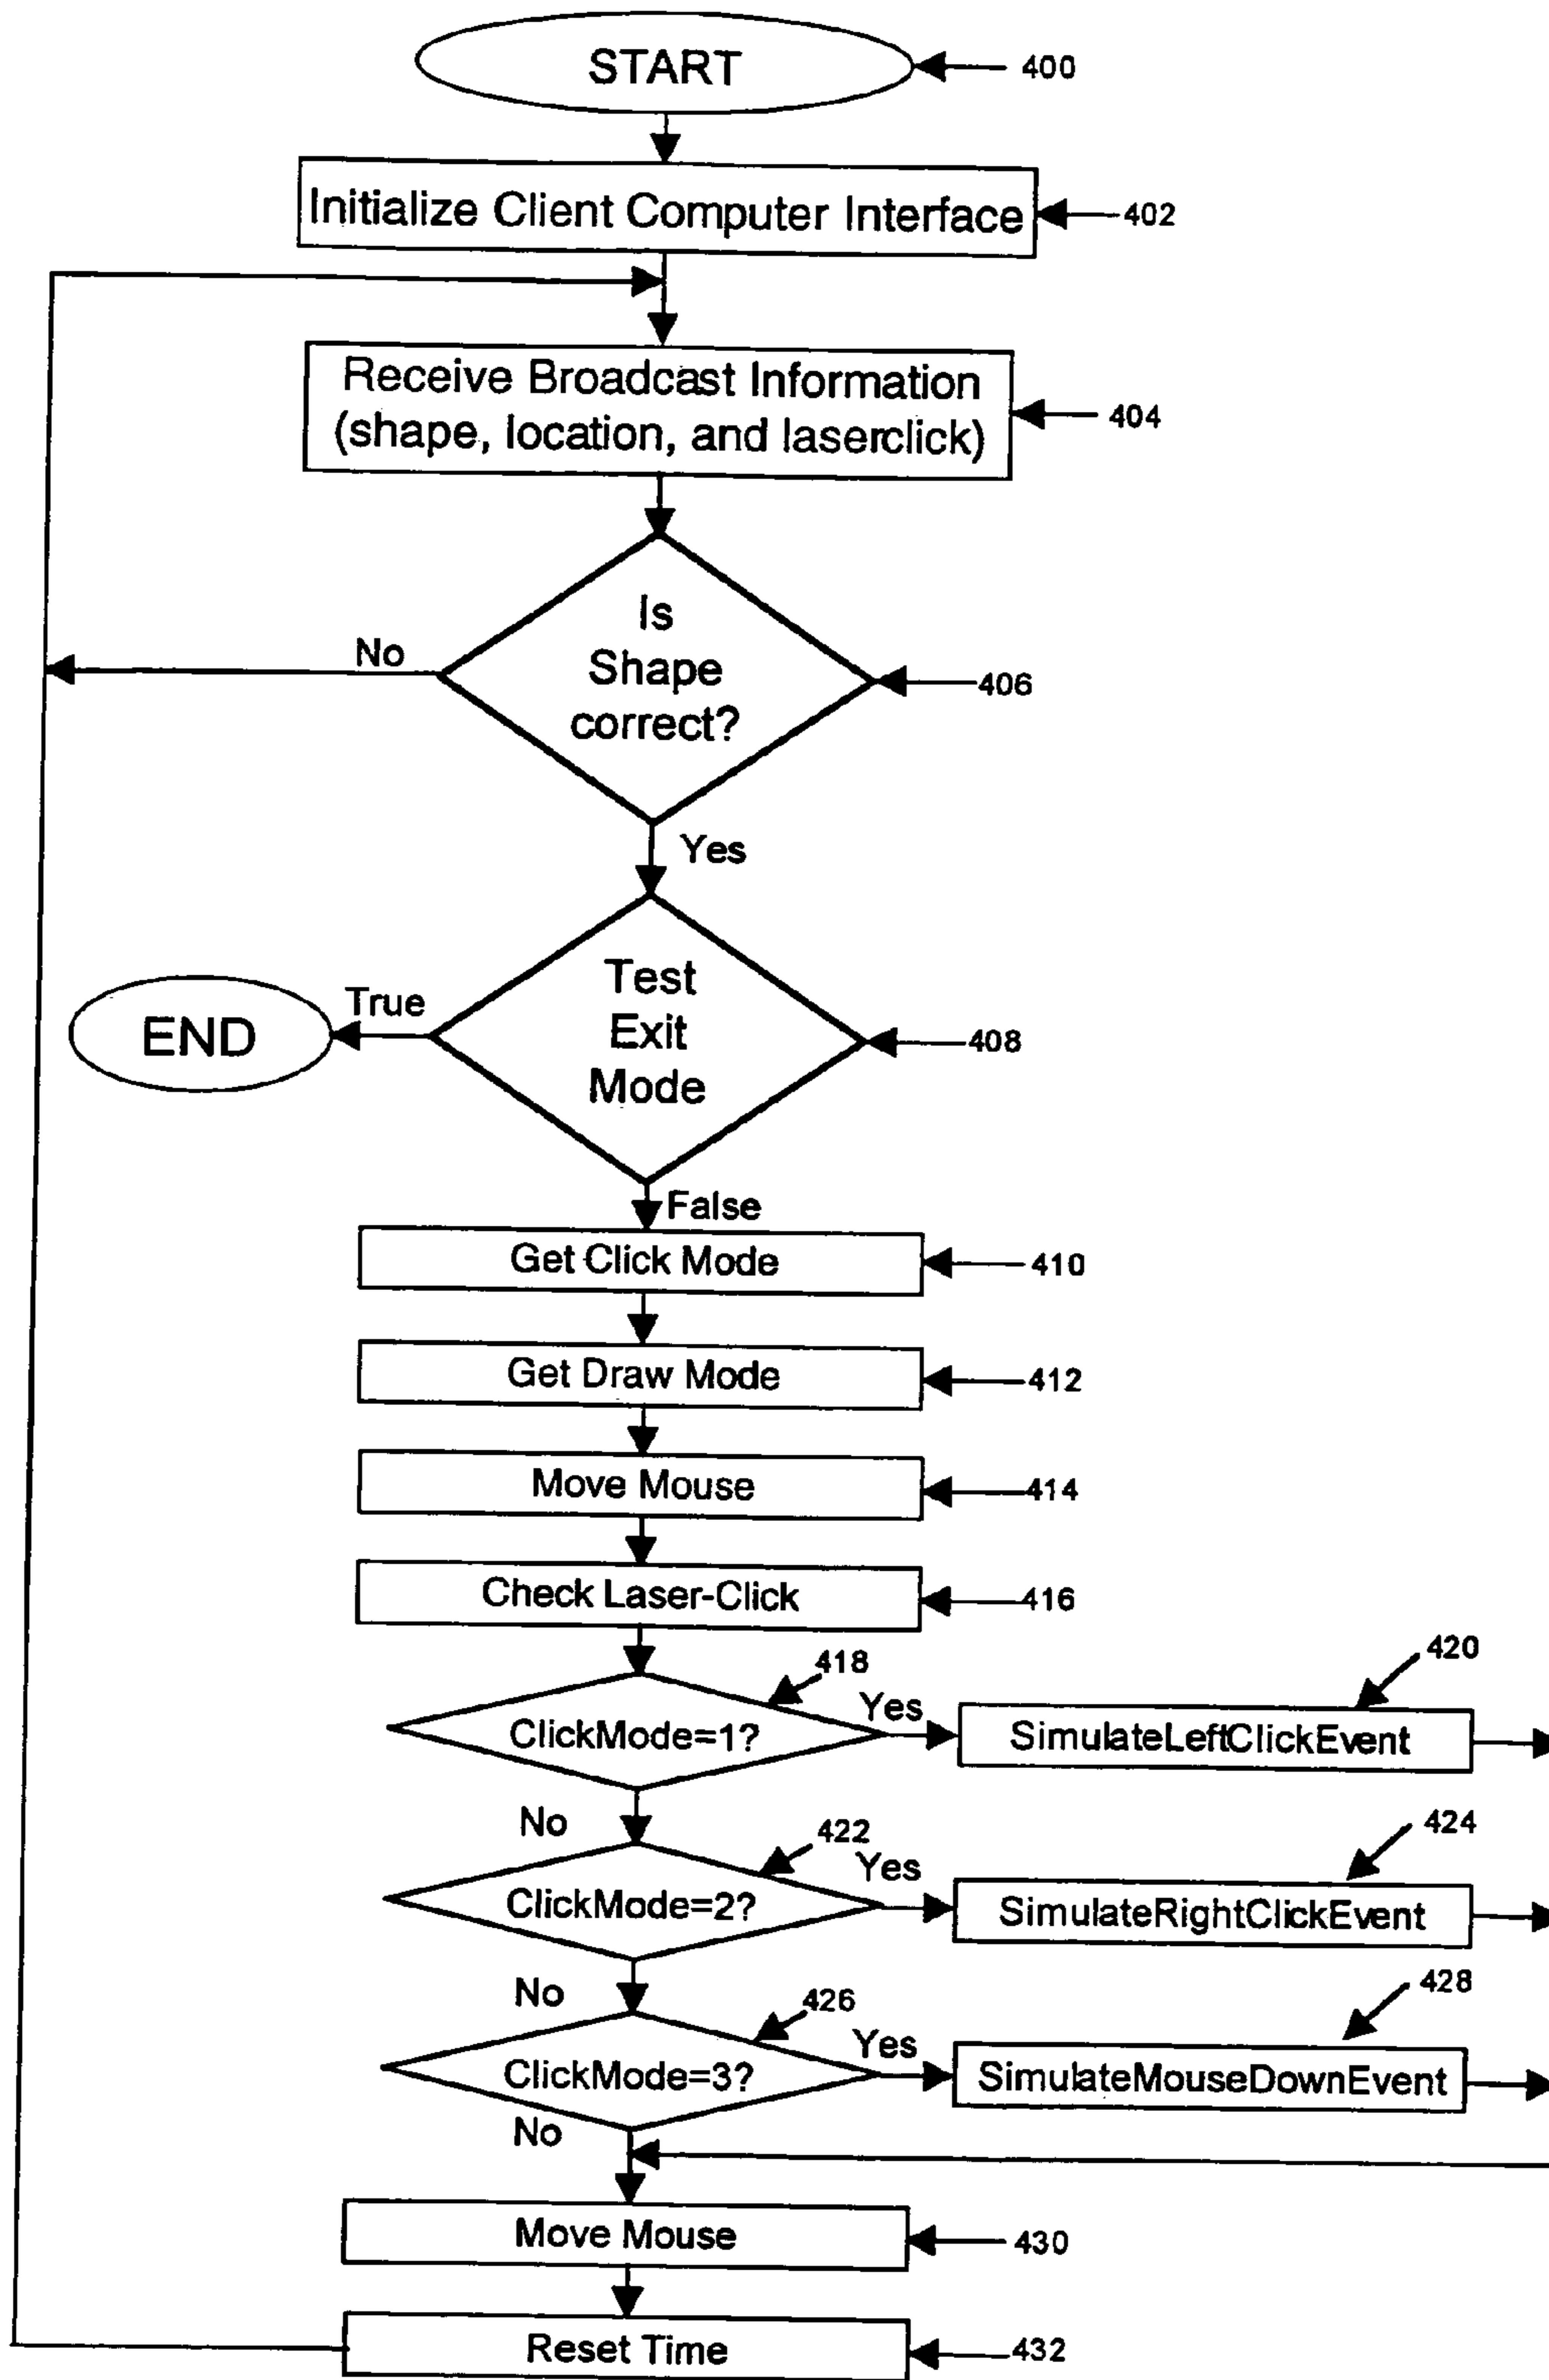 START
400
Initialize Client Computer Interface
402
Receive Broadcast Information
(shape, location, and laserclick)
404
Is
Shape
correct?
No
406
Yes
Test
Exit
Mode
True
END
408
False
Get Click Mode
410
Get Draw Mode
412
Move Mouse
414
Check Laser-Click
416
418
420
ClickMode=1?
Yes
SimulateLeftClickEvent
No
422
424
ClickMode=2?
Yes
SimulateRightClickEvent
No
426
428
ClickMode=3?
Yes
SimulateMouseDownEvent
No
Move Mouse
430
Reset Time
432